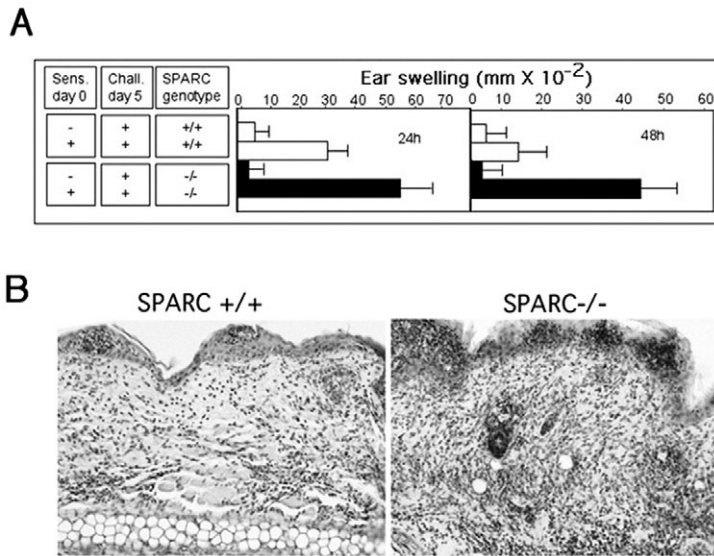 A
Sens. day 0
Chall. day 5
SPARC genotype
Ear swelling (mm X 10-2)
0 10 20 30 40 50 60 70
0 10 20 30 40 50 60
- + +/+
+ + +/+
- + -/-
+ + -/-
24h
48h
B
SPARC +/+
SPARC-/-